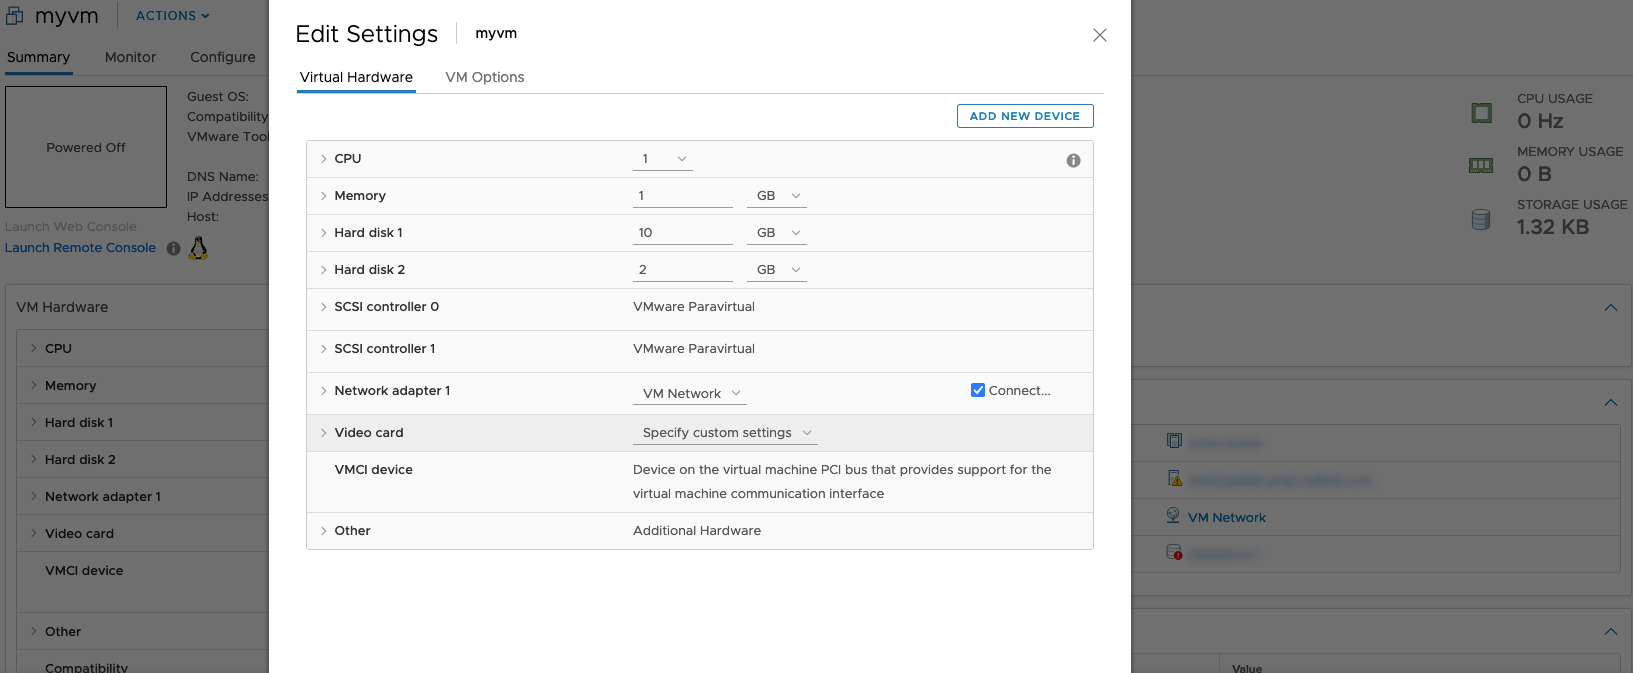 myvm ACTIONS
Summary Monitor Configure
Powered Off
Guest OS:
Compatibility
VMware Tool
DNS Name:
IP Addresses
Host:
Launch Web Console
Launch Remote Console
VM Hardware
CPU
Memory
Hard disk 1
Hard disk 2
Network adapter 1
Video card
VMCI device
Other
Compatibility
Edit Settings myvm
Virtual Hardware VM Options
ADD NEW DEVICE
CPU 1
Memory 1 GB
Hard disk 1 10 GB
Hard disk 2 2 GB
SCSI controller 0 VMware Paravirtual
SCSI controller 1 VMware Paravirtual
Network adapter 1 VM Network Connect...
Video card Specify custom settings
VMCI device Device on the virtual machine PCI bus that provides support for the
virtual machine communication interface
Other Additional Hardware
CPU USAGE
0 Hz
MEMORY USAGE
0 B
STORAGE USAGE
1.32 KB
VM Network
Value